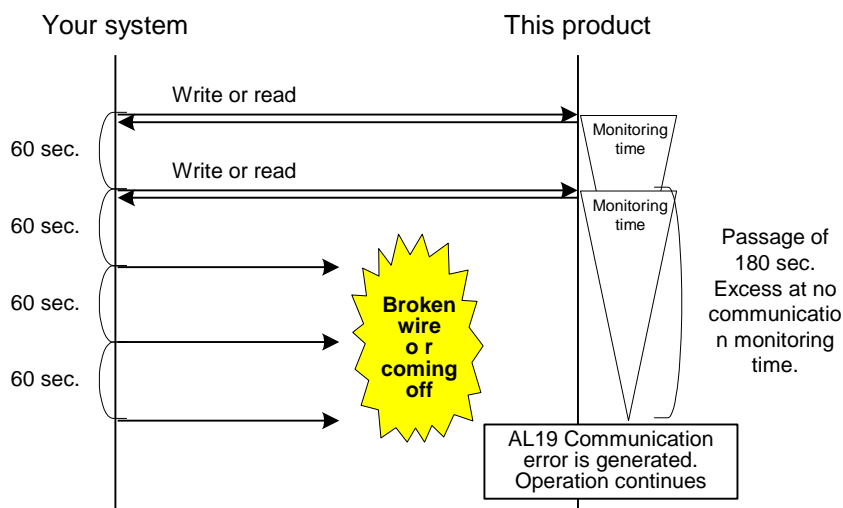 Your system
This product
Write or read
Monitoring
time
60 sec.
Write or read
Monitoring
time
60 sec.
Passage of
180 sec.
Excess at no
communicatio
n monitoring
time.
Broken
wire
o r
coming
off
60 sec.
60 sec.
AL19 Communication
error is generated.
Operation continues